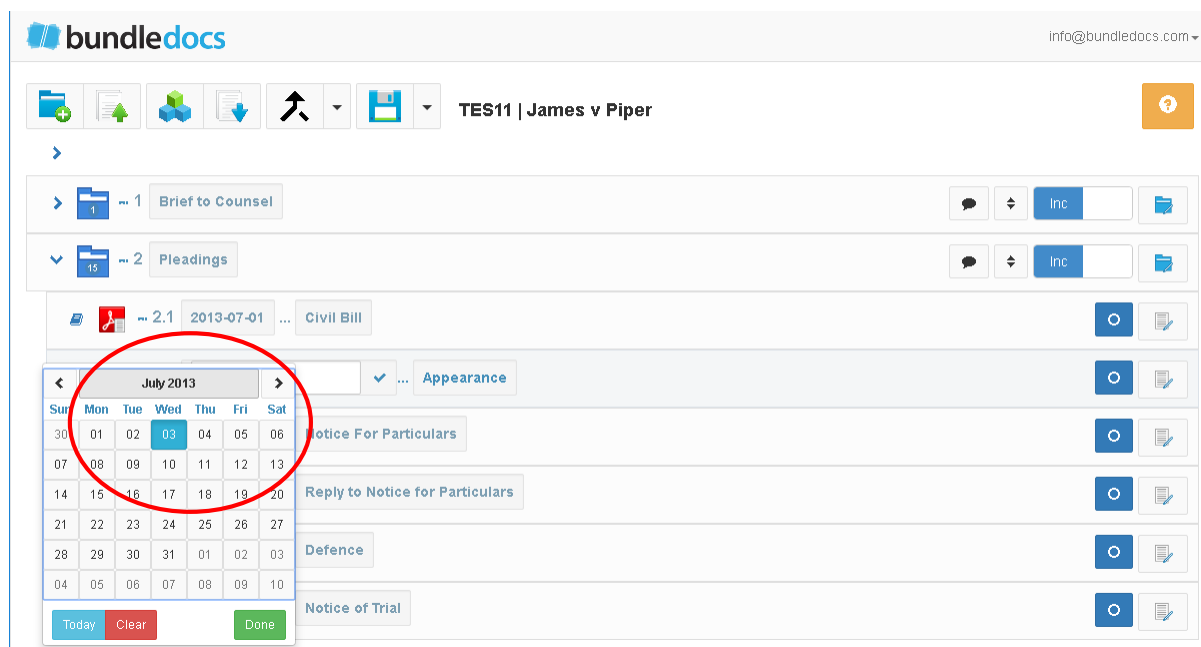 bundledocs
info@bundledocs.com
TES11 | James v Piper
1 1 Brief to Counsel Inc
15 2 Pleadings Inc
2.1 2013-07-01 ... Civil Bill
... Appearance
July 2013
Sun Mon Tue Wed Thu Fri Sat
30 01 02 03 04 05 06
Notice For Particulars
07 08 09 10 11 12 13
14 15 16 17 18 19 20
Reply to Notice for Particulars
21 22 23 24 25 26 27
28 29 30 31 01 02 03
Defence
04 05 06 07 08 09 10
Notice of Trial
Today Clear Done